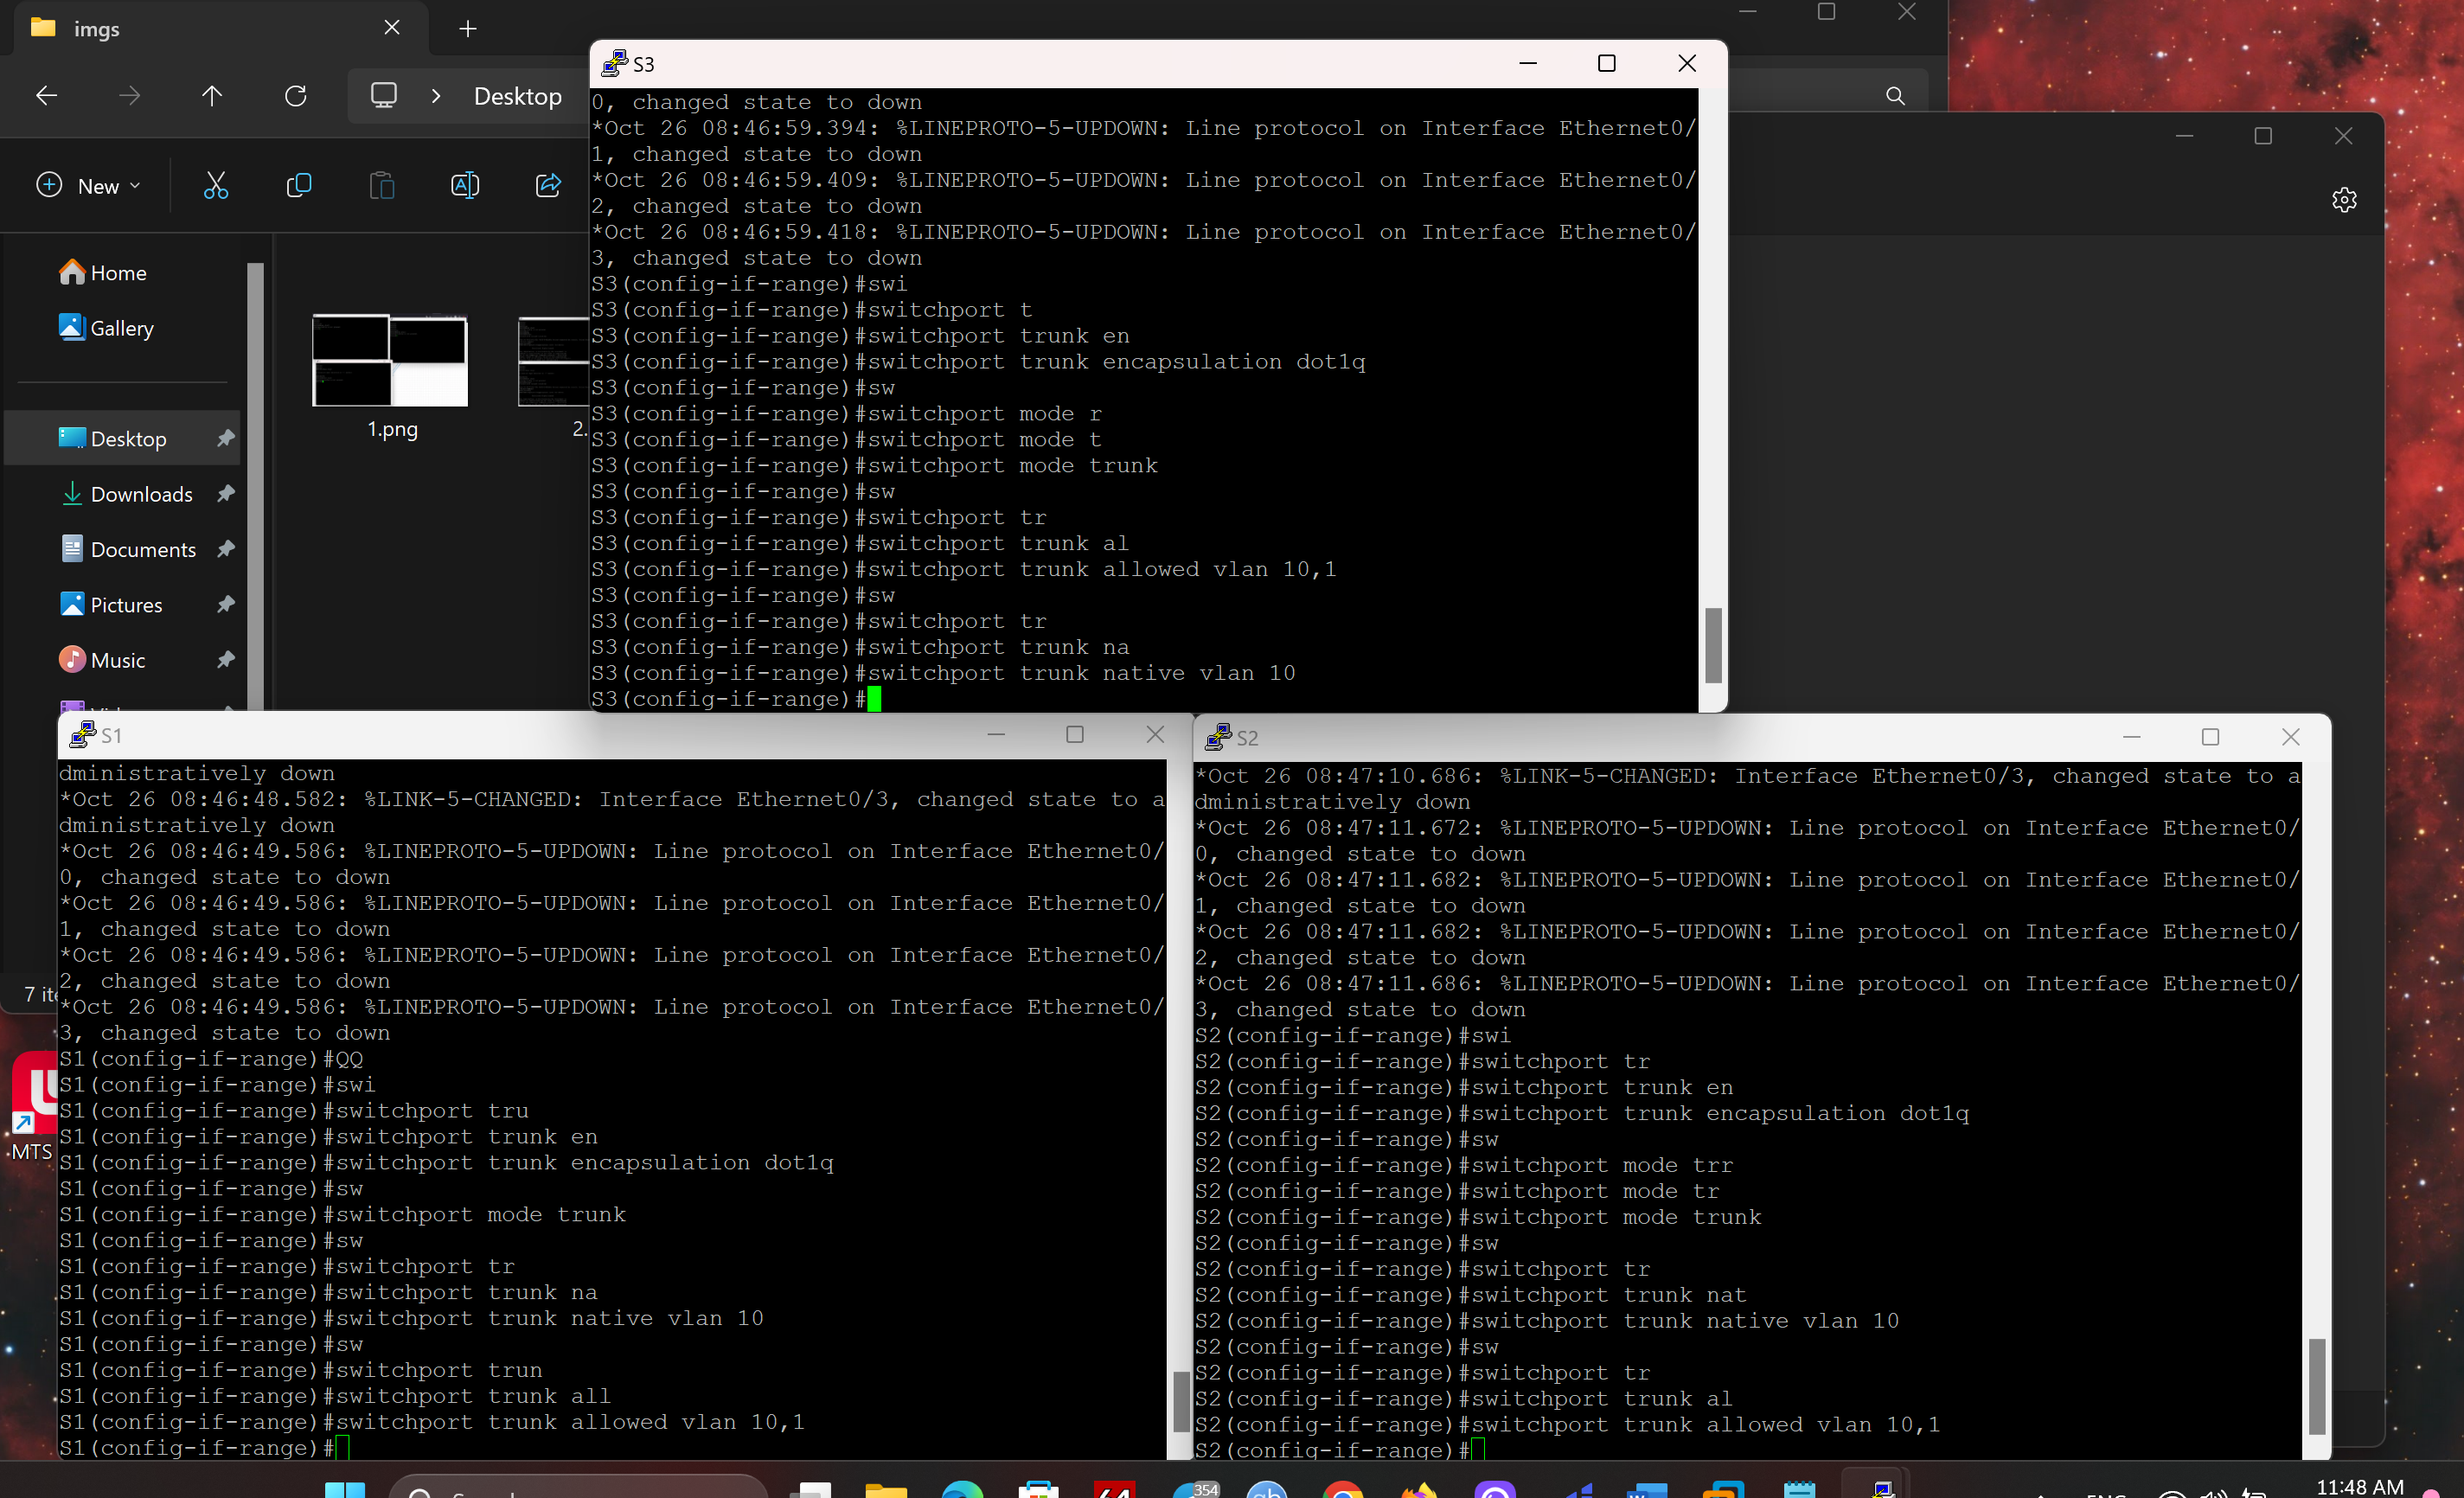 imgs
Desktop
New
Home
Gallery
Desktop
Downloads
Documents
Pictures
Music
1.png
2.
7 ite
MTS
S3
0, changed state to down
*Oct 26 08:46:59.394: %LINEPROTO-5-UPDOWN: Line protocol on Interface Ethernet0/
1, changed state to down
*Oct 26 08:46:59.409: %LINEPROTO-5-UPDOWN: Line protocol on Interface Ethernet0/
2, changed state to down
*Oct 26 08:46:59.418: %LINEPROTO-5-UPDOWN: Line protocol on Interface Ethernet0/
3, changed state to down
S3(config-if-range)#swi
S3(config-if-range)#switchport t
S3(config-if-range)#switchport trunk en
S3(config-if-range)#switchport trunk encapsulation dot1q
S3(config-if-range)#sw
S3(config-if-range)#switchport mode r
S3(config-if-range)#switchport mode t
S3(config-if-range)#switchport mode trunk
S3(config-if-range)#sw
S3(config-if-range)#switchport tr
S3(config-if-range)#switchport trunk al
S3(config-if-range)#switchport trunk allowed vlan 10,1
S3(config-if-range)#sw
S3(config-if-range)#switchport tr
S3(config-if-range)#switchport trunk na
S3(config-if-range)#switchport trunk native vlan 10
S3(config-if-range)#
S1
dministratively down
*Oct 26 08:46:48.582: %LINK-5-CHANGED: Interface Ethernet0/3, changed state to a
dministratively down
*Oct 26 08:46:49.586: %LINEPROTO-5-UPDOWN: Line protocol on Interface Ethernet0/
0, changed state to down
*Oct 26 08:46:49.586: %LINEPROTO-5-UPDOWN: Line protocol on Interface Ethernet0/
1, changed state to down
*Oct 26 08:46:49.586: %LINEPROTO-5-UPDOWN: Line protocol on Interface Ethernet0/
2, changed state to down
*Oct 26 08:46:49.586: %LINEPROTO-5-UPDOWN: Line protocol on Interface Ethernet0/
3, changed state to down
S1(config-if-range)#QQ
S1(config-if-range)#swi
S1(config-if-range)#switchport tru
S1(config-if-range)#switchport trunk en
S1(config-if-range)#switchport trunk encapsulation dot1q
S1(config-if-range)#sw
S1(config-if-range)#switchport mode trunk
S1(config-if-range)#sw
S1(config-if-range)#switchport tr
S1(config-if-range)#switchport trunk na
S1(config-if-range)#switchport trunk native vlan 10
S1(config-if-range)#sw
S1(config-if-range)#switchport trun
S1(config-if-range)#switchport trunk all
S1(config-if-range)#switchport trunk allowed vlan 10,1
S1(config-if-range)#
S2
*Oct 26 08:47:10.686: %LINK-5-CHANGED: Interface Ethernet0/3, changed state to a
dministratively down
*Oct 26 08:47:11.672: %LINEPROTO-5-UPDOWN: Line protocol on Interface Ethernet0/
0, changed state to down
*Oct 26 08:47:11.682: %LINEPROTO-5-UPDOWN: Line protocol on Interface Ethernet0/
1, changed state to down
*Oct 26 08:47:11.682: %LINEPROTO-5-UPDOWN: Line protocol on Interface Ethernet0/
2, changed state to down
*Oct 26 08:47:11.686: %LINEPROTO-5-UPDOWN: Line protocol on Interface Ethernet0/
3, changed state to down
S2(config-if-range)#swi
S2(config-if-range)#switchport tr
S2(config-if-range)#switchport trunk en
S2(config-if-range)#switchport trunk encapsulation dot1q
S2(config-if-range)#sw
S2(config-if-range)#switchport mode trr
S2(config-if-range)#switchport mode tr
S2(config-if-range)#switchport mode trunk
S2(config-if-range)#sw
S2(config-if-range)#switchport tr
S2(config-if-range)#switchport trunk nat
S2(config-if-range)#switchport trunk native vlan 10
S2(config-if-range)#sw
S2(config-if-range)#switchport tr
S2(config-if-range)#switchport trunk al
S2(config-if-range)#switchport trunk allowed vlan 10,1
S2(config-if-range)#
354
11:48 AM